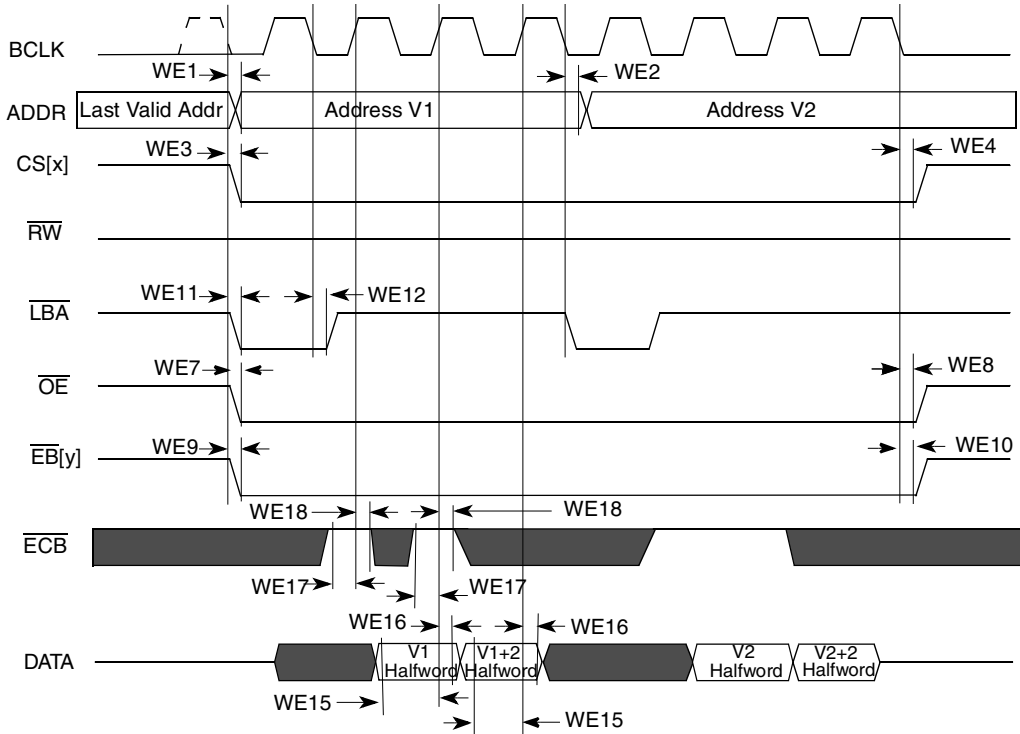 BCLK
WE1
WE2
ADDR
Last Valid Addr
Address V1
Address V2
WE3
WE4
CS[x]
RW
WE11
WE12
LBA
WE7
WE8
OE
WE9
WE10
EB[y]
WE18
WE18
ECB
WE17
WE17
WE16
WE16
DATA
V1
Halfword
V1+2
Halfword
V2
Halfword
V2+2
Halfword
WE15
WE15